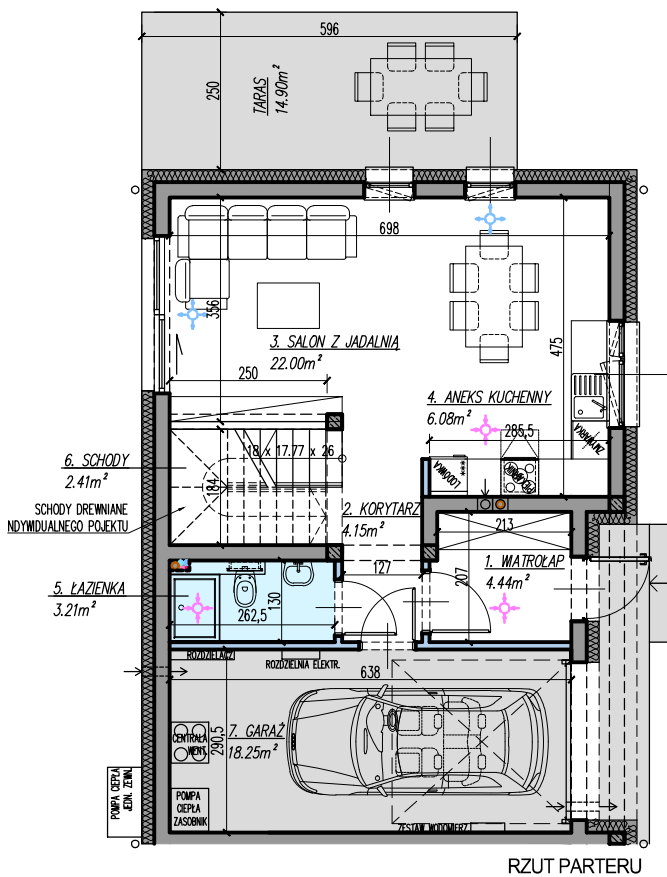 596
250
TARAS
14.90m²
698
356
475
3. SALON Z JADALNIĄ
22.00m²
250
4. ANEKS KUCHENNY
6.08m²
285,5
ZMYWARKA
18 x 17.77 x 26
LODÓWKA
***
6. SCHODY
2.41m²
184
SCHODY DREWNIANE
NDYWIDUALNEGO POJEKTU
2. KORYTARZ
4.15m²
213
1. WIATROŁAP
4.44m²
127
207
5. ŁAZIENKA
3.21m²
262,5
130
ROZDZIELACZ
ROZDZIELNIA ELEKTR.
638
290,5
7. GARAŻ
18.25m²
CENTRALA
WENT.
POMPA CIEPŁA
JEDN. ZEWN.
POMPA
CIEPŁA
ZASOBNIK
ZESTAW WODOMIERZ
RZUT PARTERU